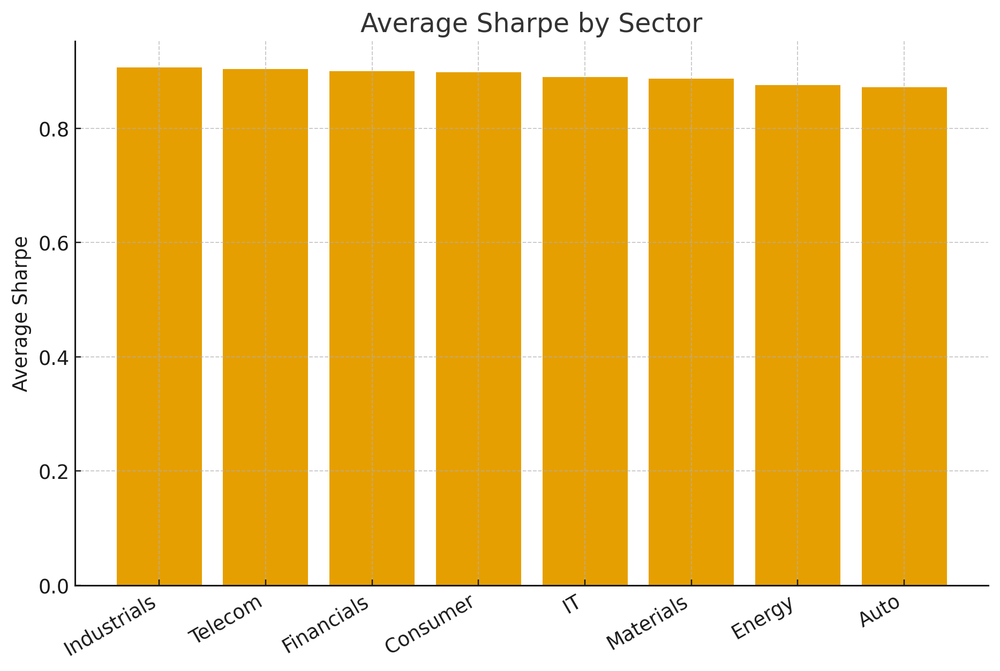 Average Sharpe by Sector
Average Sharpe
0.8
0.6
0.4
0.2
0.0
Industrials
Telecom
Financials
Consumer
IT
Materials
Energy
Auto